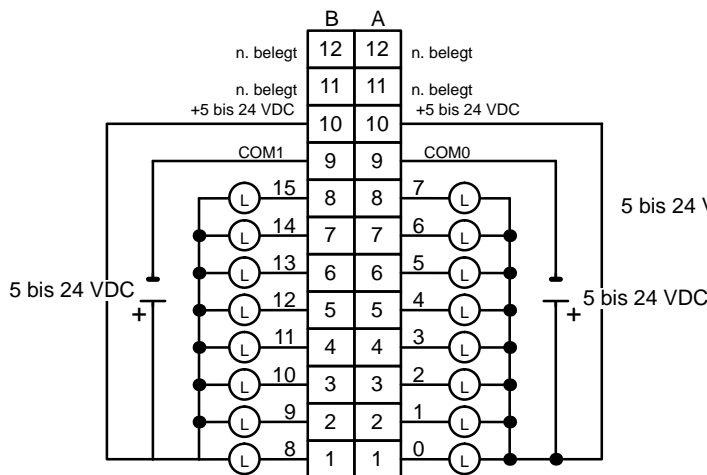 B A
n. belegt 12 12 n. belegt
n. belegt 11 11 n. belegt
+5 bis 24 VDC 10 10 +5 bis 24 VDC
COM1 9 9 COM0
L 15 8 8 7 L
L 14 7 7 6 L
L 13 6 6 5 L
5 bis 24 VDC + L 12 5 5 4 L + 5 bis 24 VDC
5 bis 24
L 11 4 4 3 L
L 10 3 3 2 L
L 9 2 2 1 L
L 8 1 1 0 L